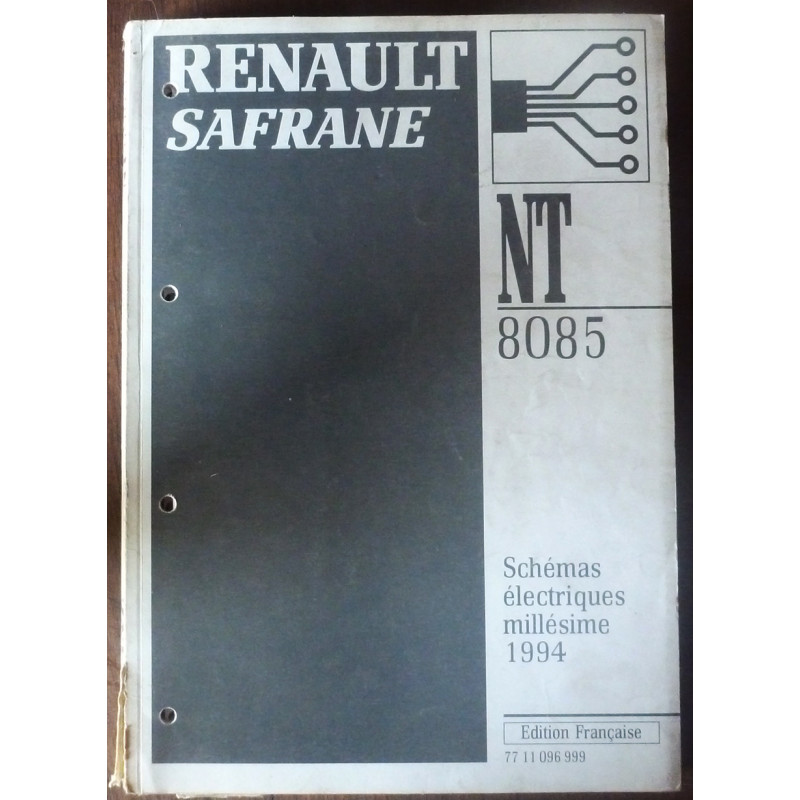 RENAULT
SAFRANE
NT
8085
Schémas
électriques
millésime
1994
Edition Française
77 11 096 999